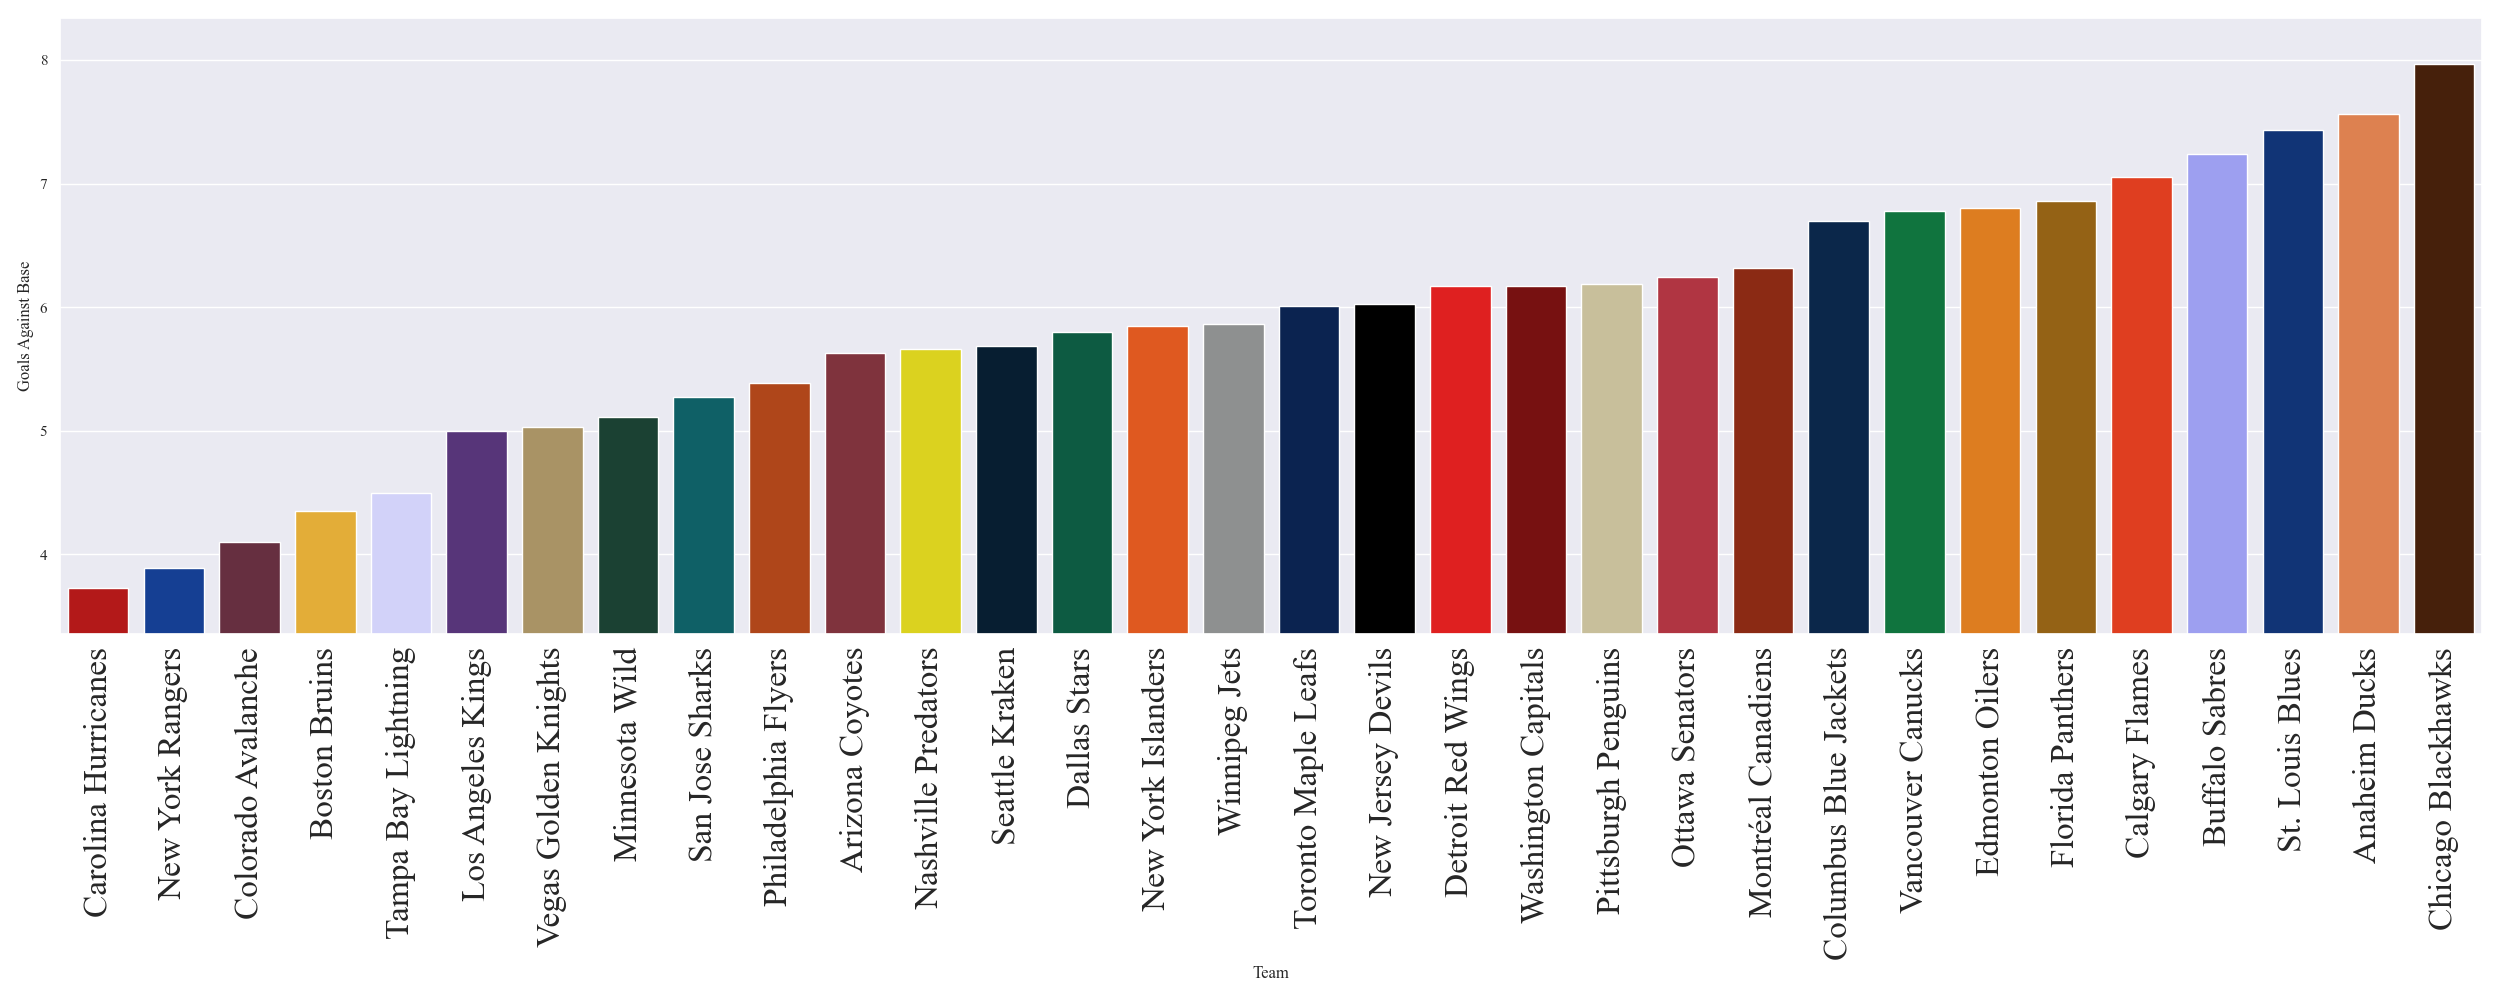 8
7
6
5
4
Goals Against Base
Carolina Hurricanes
New York Rangers
Colorado Avalanche
Boston Bruins
Tampa Bay Lightning
Los Angeles Kings
Vegas Golden Knights
Minnesota Wild
San Jose Sharks
Philadelphia Flyers
Arizona Coyotes
Nashville Predators
Seattle Kraken
Dallas Stars
New York Islanders
Winnipeg Jets
Toronto Maple Leafs
New Jersey Devils
Detroit Red Wings
Washington Capitals
Pittsburgh Penguins
Ottawa Senators
Montréal Canadiens
Columbus Blue Jackets
Vancouver Canucks
Edmonton Oilers
Florida Panthers
Calgary Flames
Buffalo Sabres
St. Louis Blues
Anaheim Ducks
Chicago Blackhawks
Team